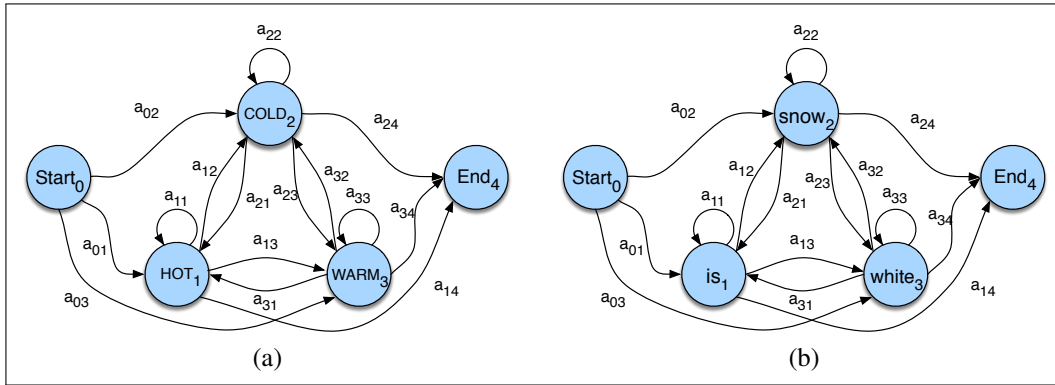 a22
a02
COLD2
a24
Start0
End4
a12
a32
a11
a21
a23
a33
a34
a01
a13
HOT1
WARM3
a03
a31
a14
(a)
a22
a02
snow2
a24
Start0
End4
a12
a32
a11
a21
a23
a33
a34
a01
a13
is1
white3
a03
a31
a14
(b)